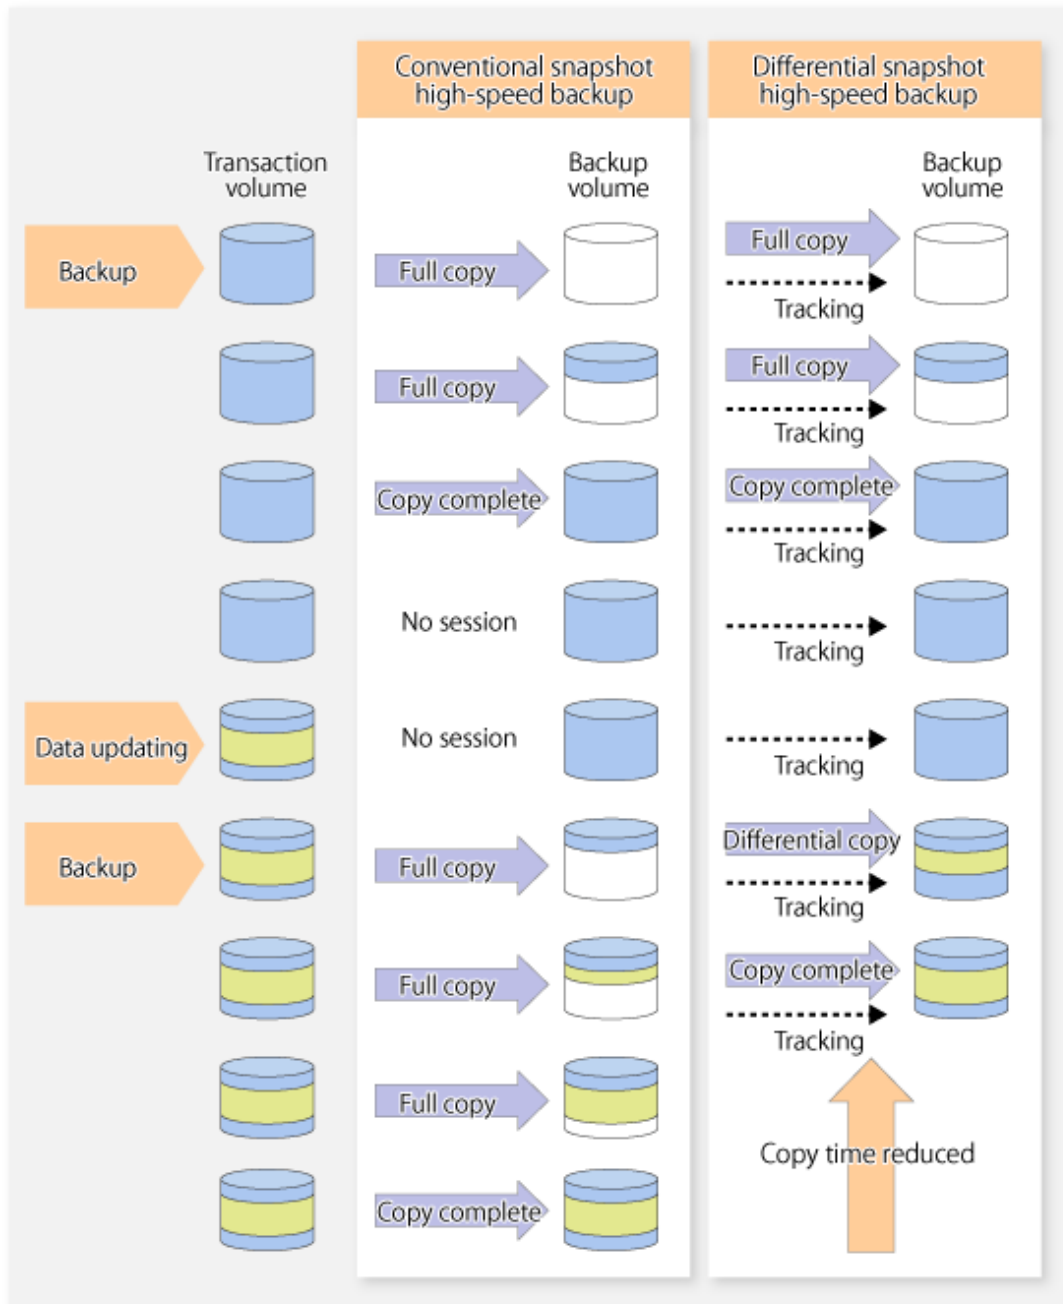 Conventional snapshot
high-speed backup
Differential snapshot
high-speed backup
Transaction
volume
Backup
volume
Backup
volume
Backup
Full copy
Full copy
Tracking
Full copy
Full copy
Tracking
Copy complete
Copy complete
Tracking
No session
Tracking
Data updating
No session
Tracking
Backup
Full copy
Differential copy
Tracking
Full copy
Copy complete
Tracking
Full copy
Copy time reduced
Copy complete